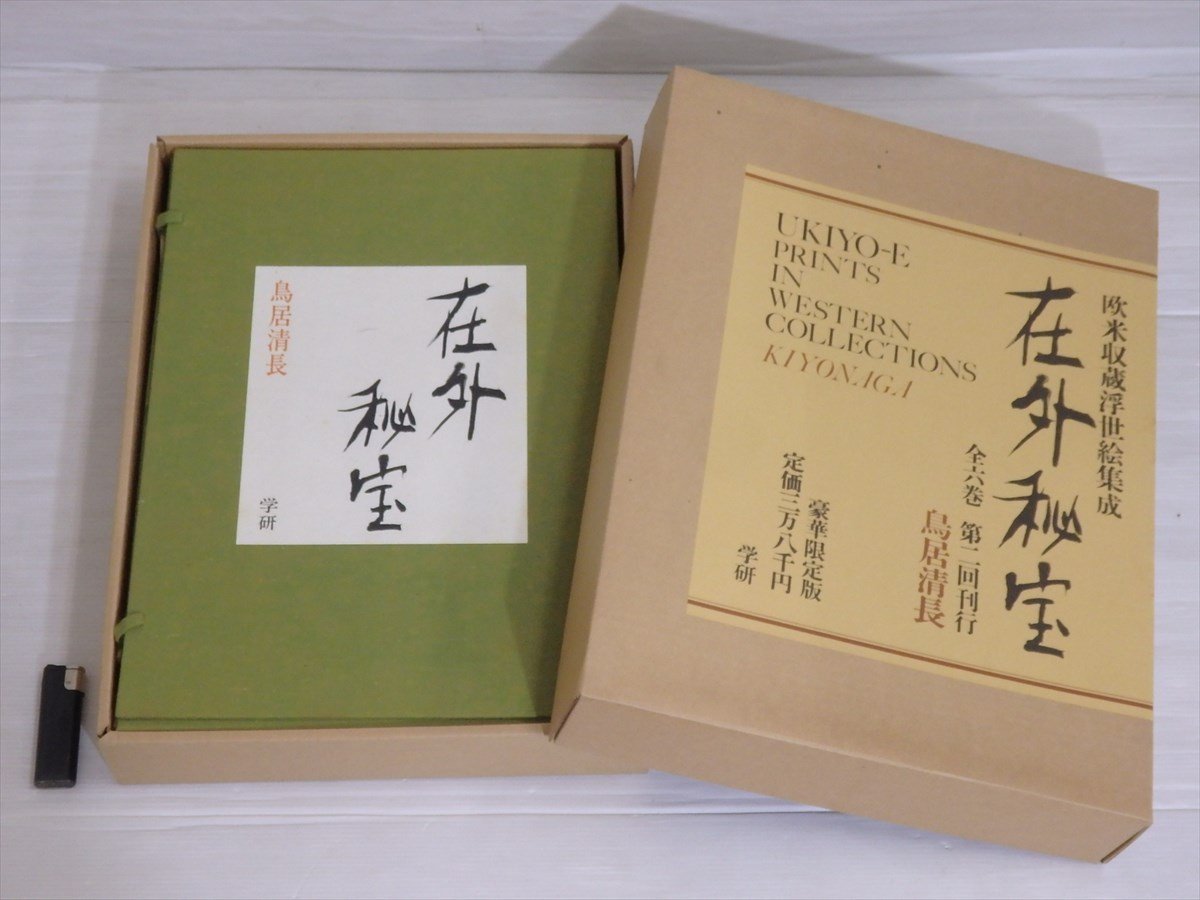 在外
秘宝
鳥居清長
学研
欧米収蔵浮世絵集成
在外秘宝
全六巻 第二回刊行
鳥居清長
豪華限定版
定価三万八千円
学研
UKIYO-E
PRINTS
IN
WESTERN
COLLECTIONS
KIYONAGA